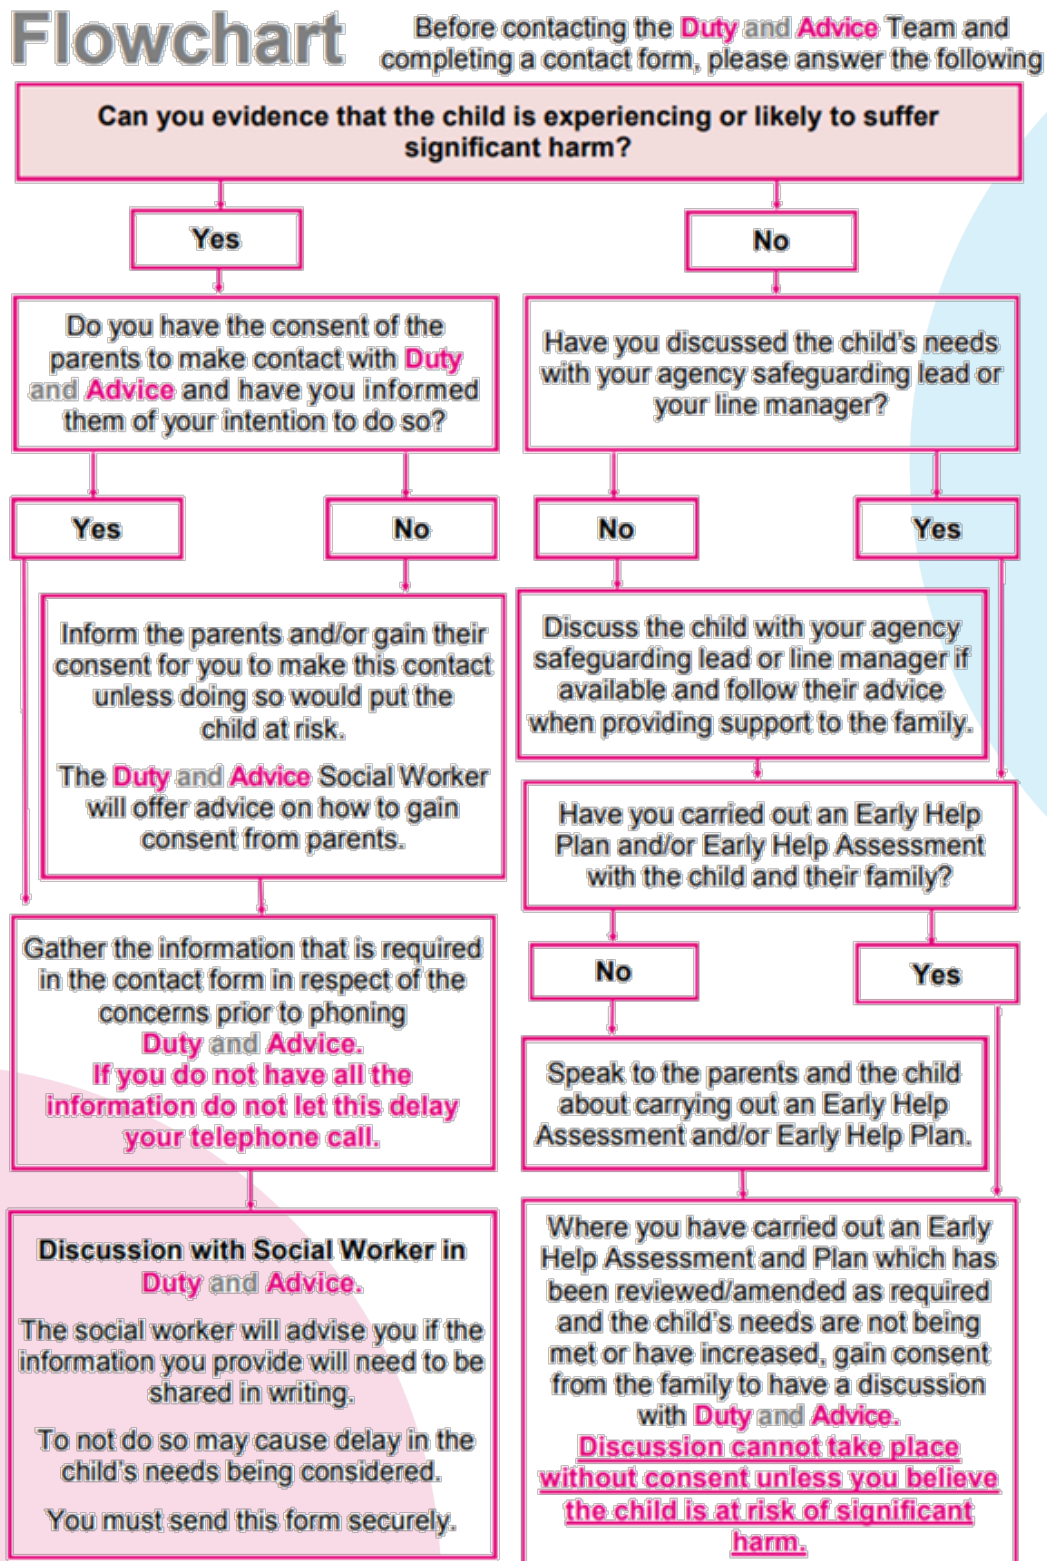 Flowchart
Before contacting the Duty and Advice Team and
completing a contact form, please answer the following
Can you evidence that the child is experiencing or likely to suffer
significant harm?
Yes
No
Do you have the consent of the
parents to make contact with Duty
and Advice and have you informed
them of your intention to do so?
Have you discussed the child's needs
with your agency safeguarding lead or
your line manager?
Yes
No
No
Yes
Inform the parents and/or gain their
consent for you to make this contact
unless doing so would put the
child at risk.
The Duty and Advice Social Worker
will offer advice on how to gain
consent from parents.
Discuss the child with your agency
safeguarding lead or line manager if
available and follow their advice
when providing support to the family.
Have you carried out an Early Help
Plan and/or Early Help Assessment
with the child and their family?
Gather the information that is required
in the contact form in respect of the
concerns prior to phoning
Duty and Advice.
If you do not have all the
information do not let this delay
your telephone call.
No
Yes
Speak to the parents and the child
about carrying out an Early Help
Assessment and/or Early Help Plan.
Discussion with Social Worker in
Duty and Advice.
The social worker will advise you if the
information you provide will need to be
shared in writing.
To not do so may cause delay in the
child's needs being considered.
You must send this form securely.
Where you have carried out an Early
Help Assessment and Plan which has
been reviewed/amended as required
and the child's needs are not being
met or have increased, gain consent
from the family to have a discussion
with Duty and Advice.
Discussion cannot take place
without consent unless you believe
the child is at risk of significant
harm.